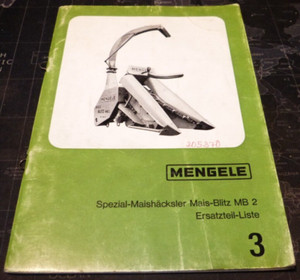 MENGELE
Spezial-Maishäcksler Mais-Blitz MB 2
Ersatzteil-Liste
3